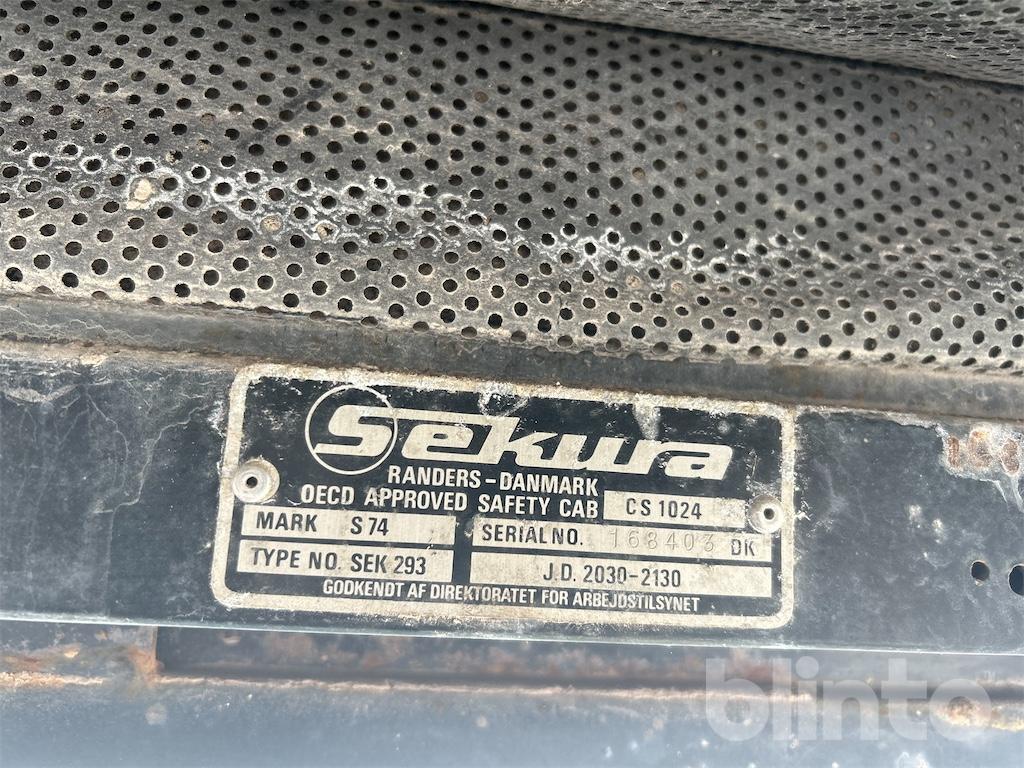 Sekura
RANDERS-DANMARK
OECD APPROVED SAFETY CAB CS 1024
MARK S 74 SERIAL NO. 168403 DK
TYPE NO. SEK 293 J.D. 2030-2130
GODKENDT AF DIREKTORATET FOR ARBEJDSTILSYNET
blinto